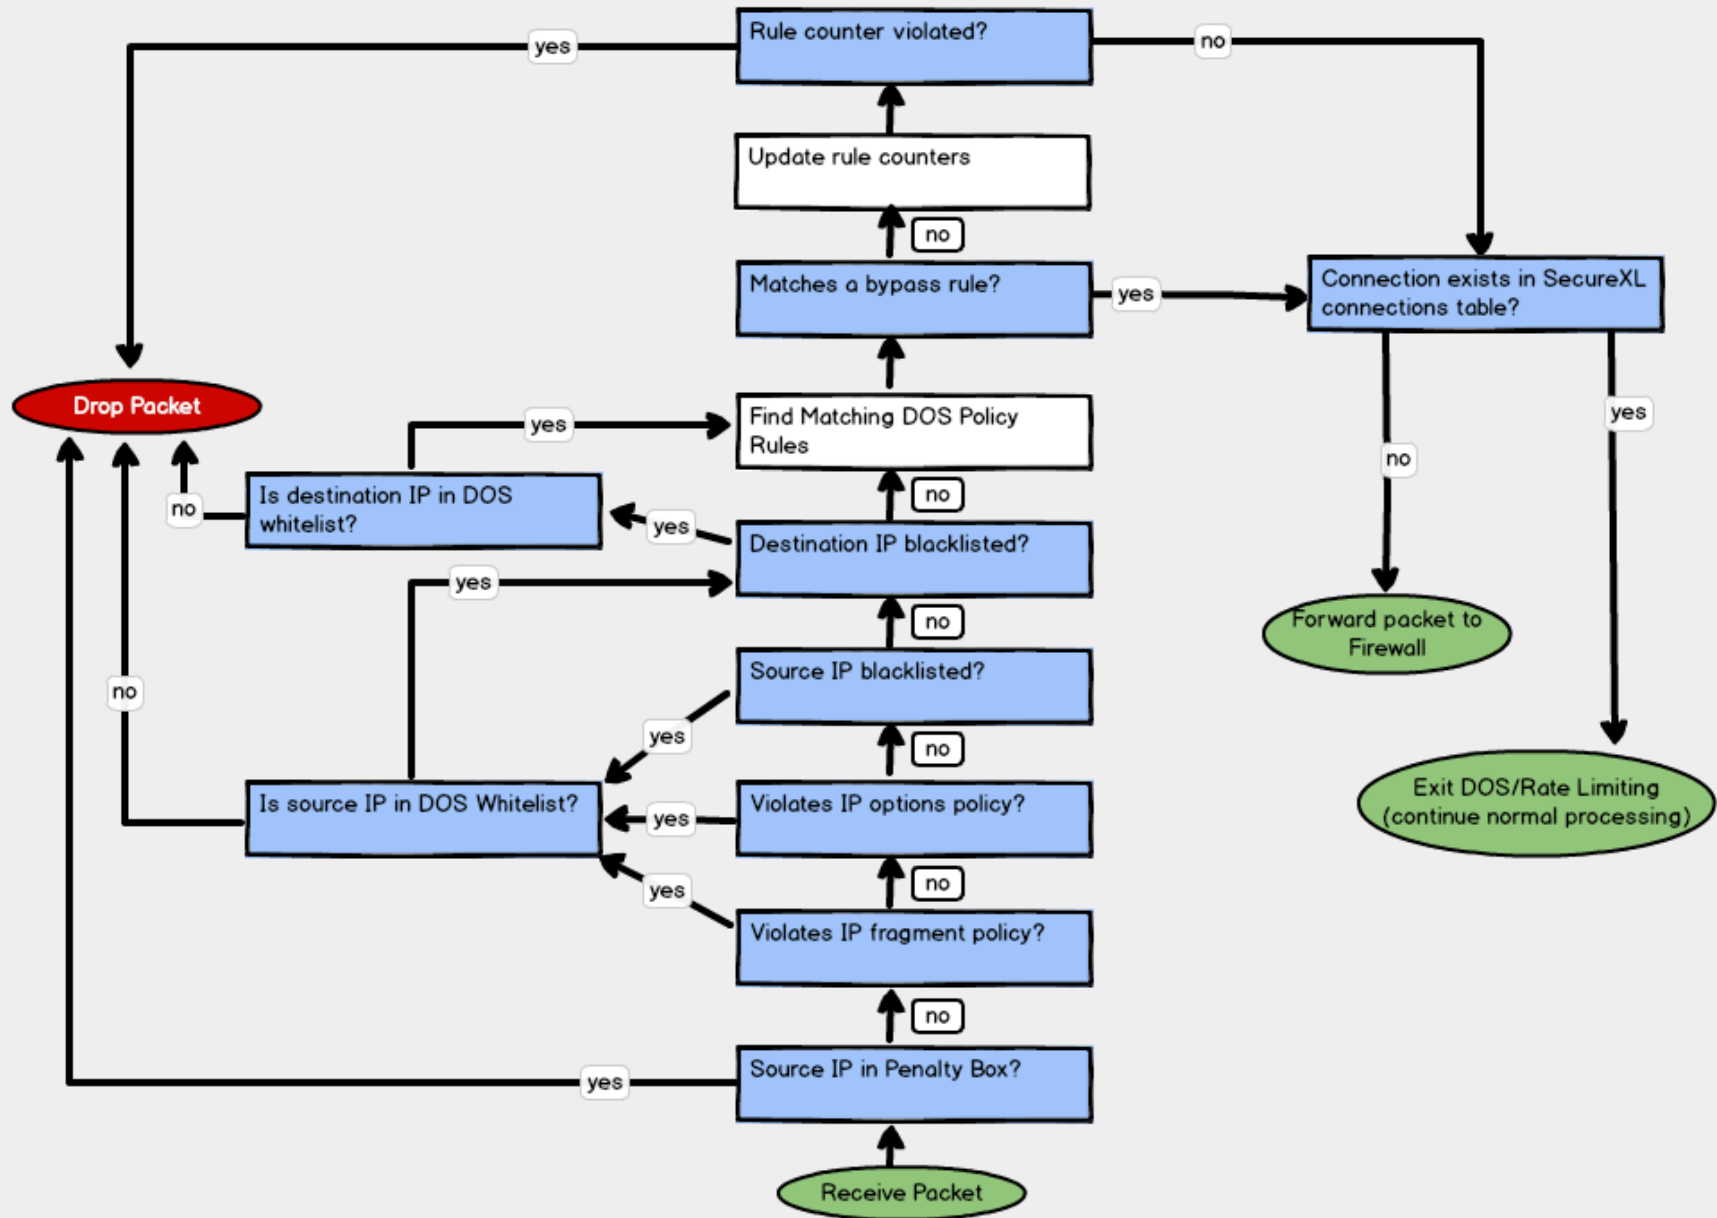 Rule counter violated?
yes
no
Update rule counters
no
Matches a bypass rule?
yes
Connection exists in SecureXL
connections table?
Drop Packet
yes
Find Matching DOS Policy
Rules
yes
no
no
Is destination IP in DOS
whitelist?
no
yes
Destination IP blacklisted?
yes
no
Forward packet to
Firewall
Source IP blacklisted?
no
yes
no
Is source IP in DOS Whitelist?
yes
Violates IP options policy?
Exit DOS/Rate Limiting
(continue normal processing)
yes
no
Violates IP fragment policy?
no
yes
Source IP in Penalty Box?
Receive Packet